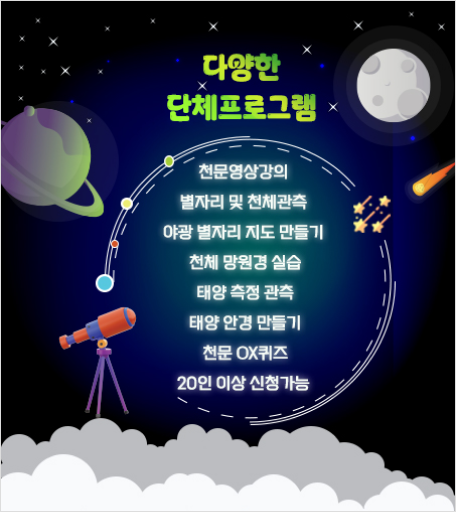 다양한
단체프로그램
천문영상강의
별자리 및 천체관측
야광 별자리 지도 만들기
천체 망원경 실습
태양 측정 관측
태양 안경 만들기
천문 OX퀴즈
20인 이상 신청가능